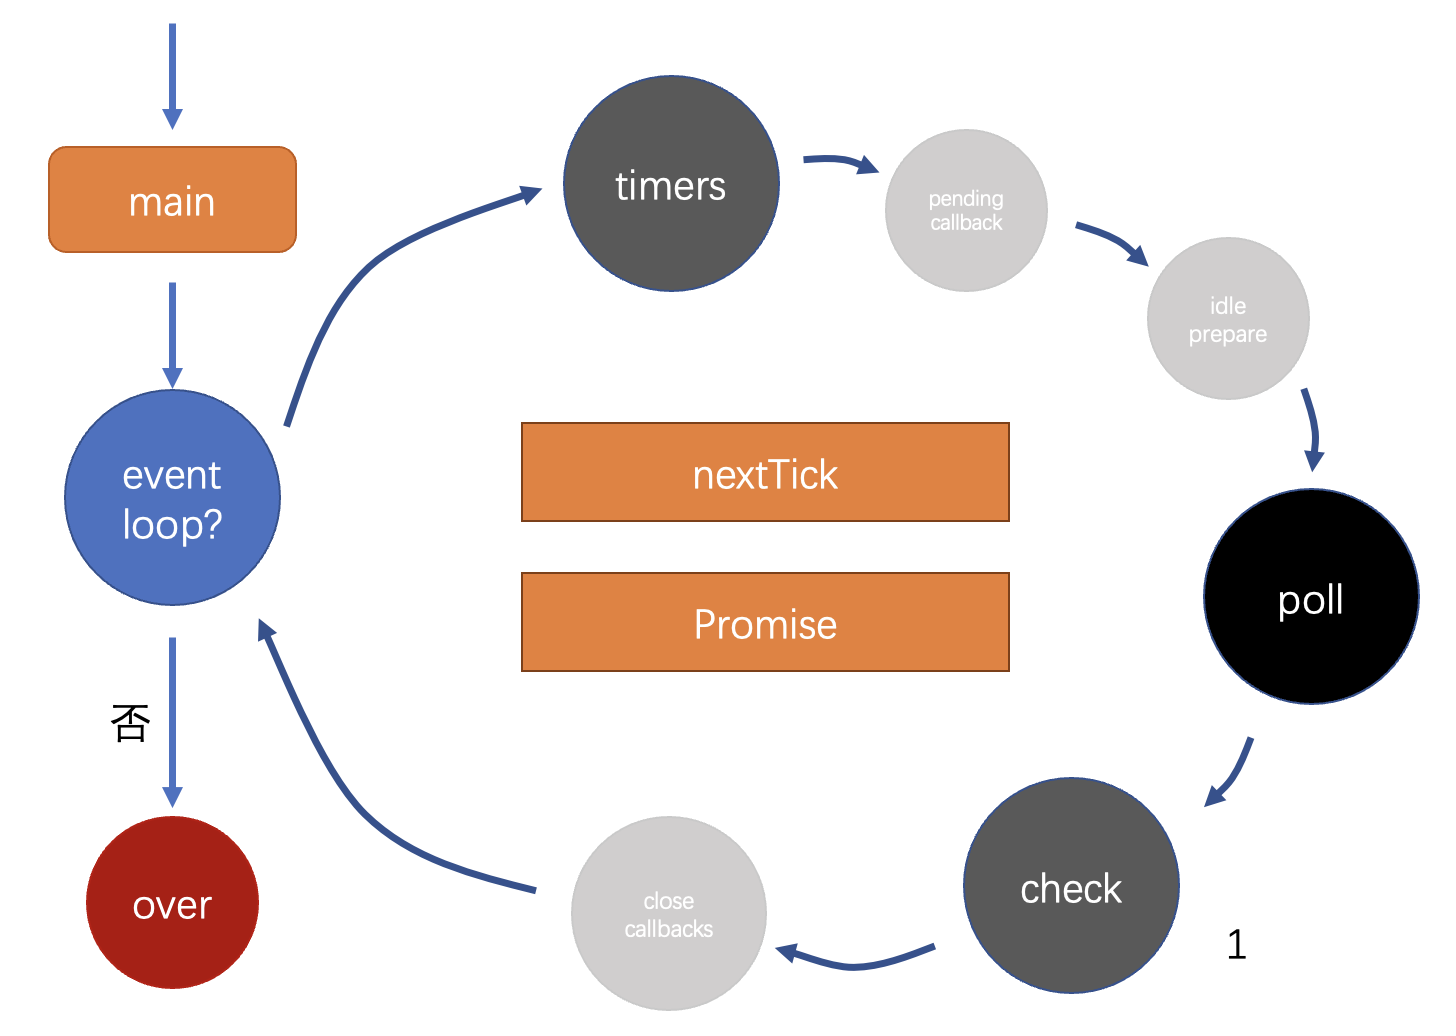 main
event
loop?
否
over
timers
pending
callback
idle
prepare
nextTick
Promise
poll
check
close
callbacks
1